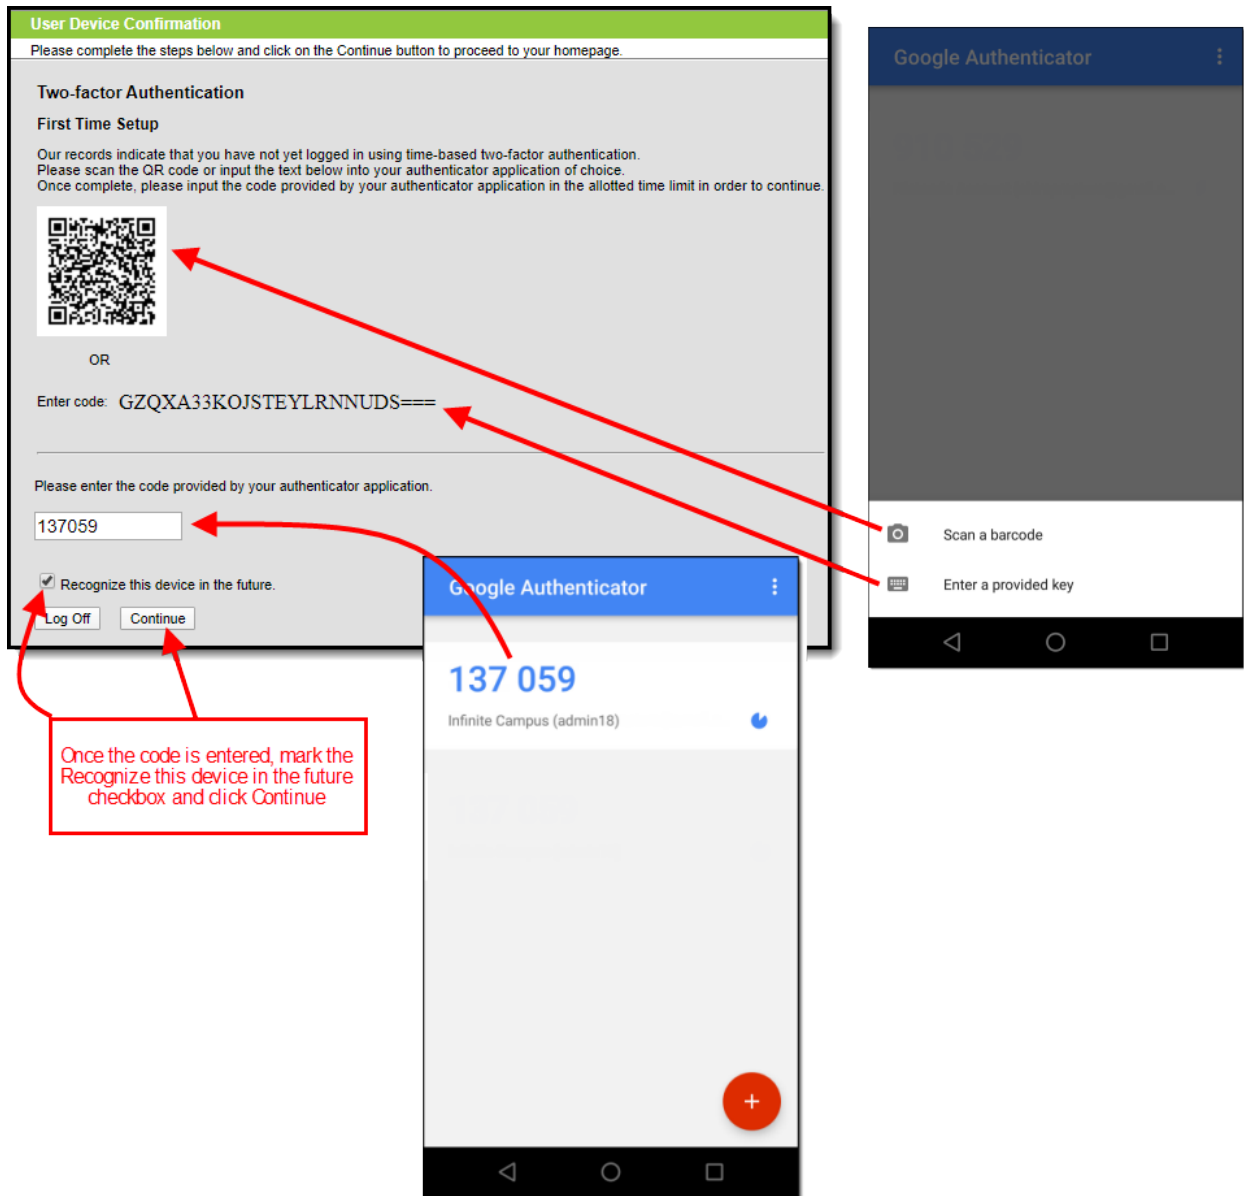 User Device Confirmation
Please complete the steps below and click on the Continue button to proceed to your homepage.
Two-factor Authentication
First Time Setup
Our records indicate that you have not yet logged in using time-based two-factor authentication.
Please scan the QR code or input the text below into your authenticator application of choice.
Once complete, please input the code provided by your authenticator application in the allotted time limit in order to continue.
OR
Enter code: GZQXA33KOJSTEYLRNNUDS===
Please enter the code provided by your authenticator application.
137059
Recognize this device in the future.
Log Off
Continue
Once the code is entered, mark the
Recognize this device in the future
checkbox and click Continue
Google Authenticator
137 059
Infinite Campus (admin18)
Google Authenticator
Scan a barcode
Enter a provided key